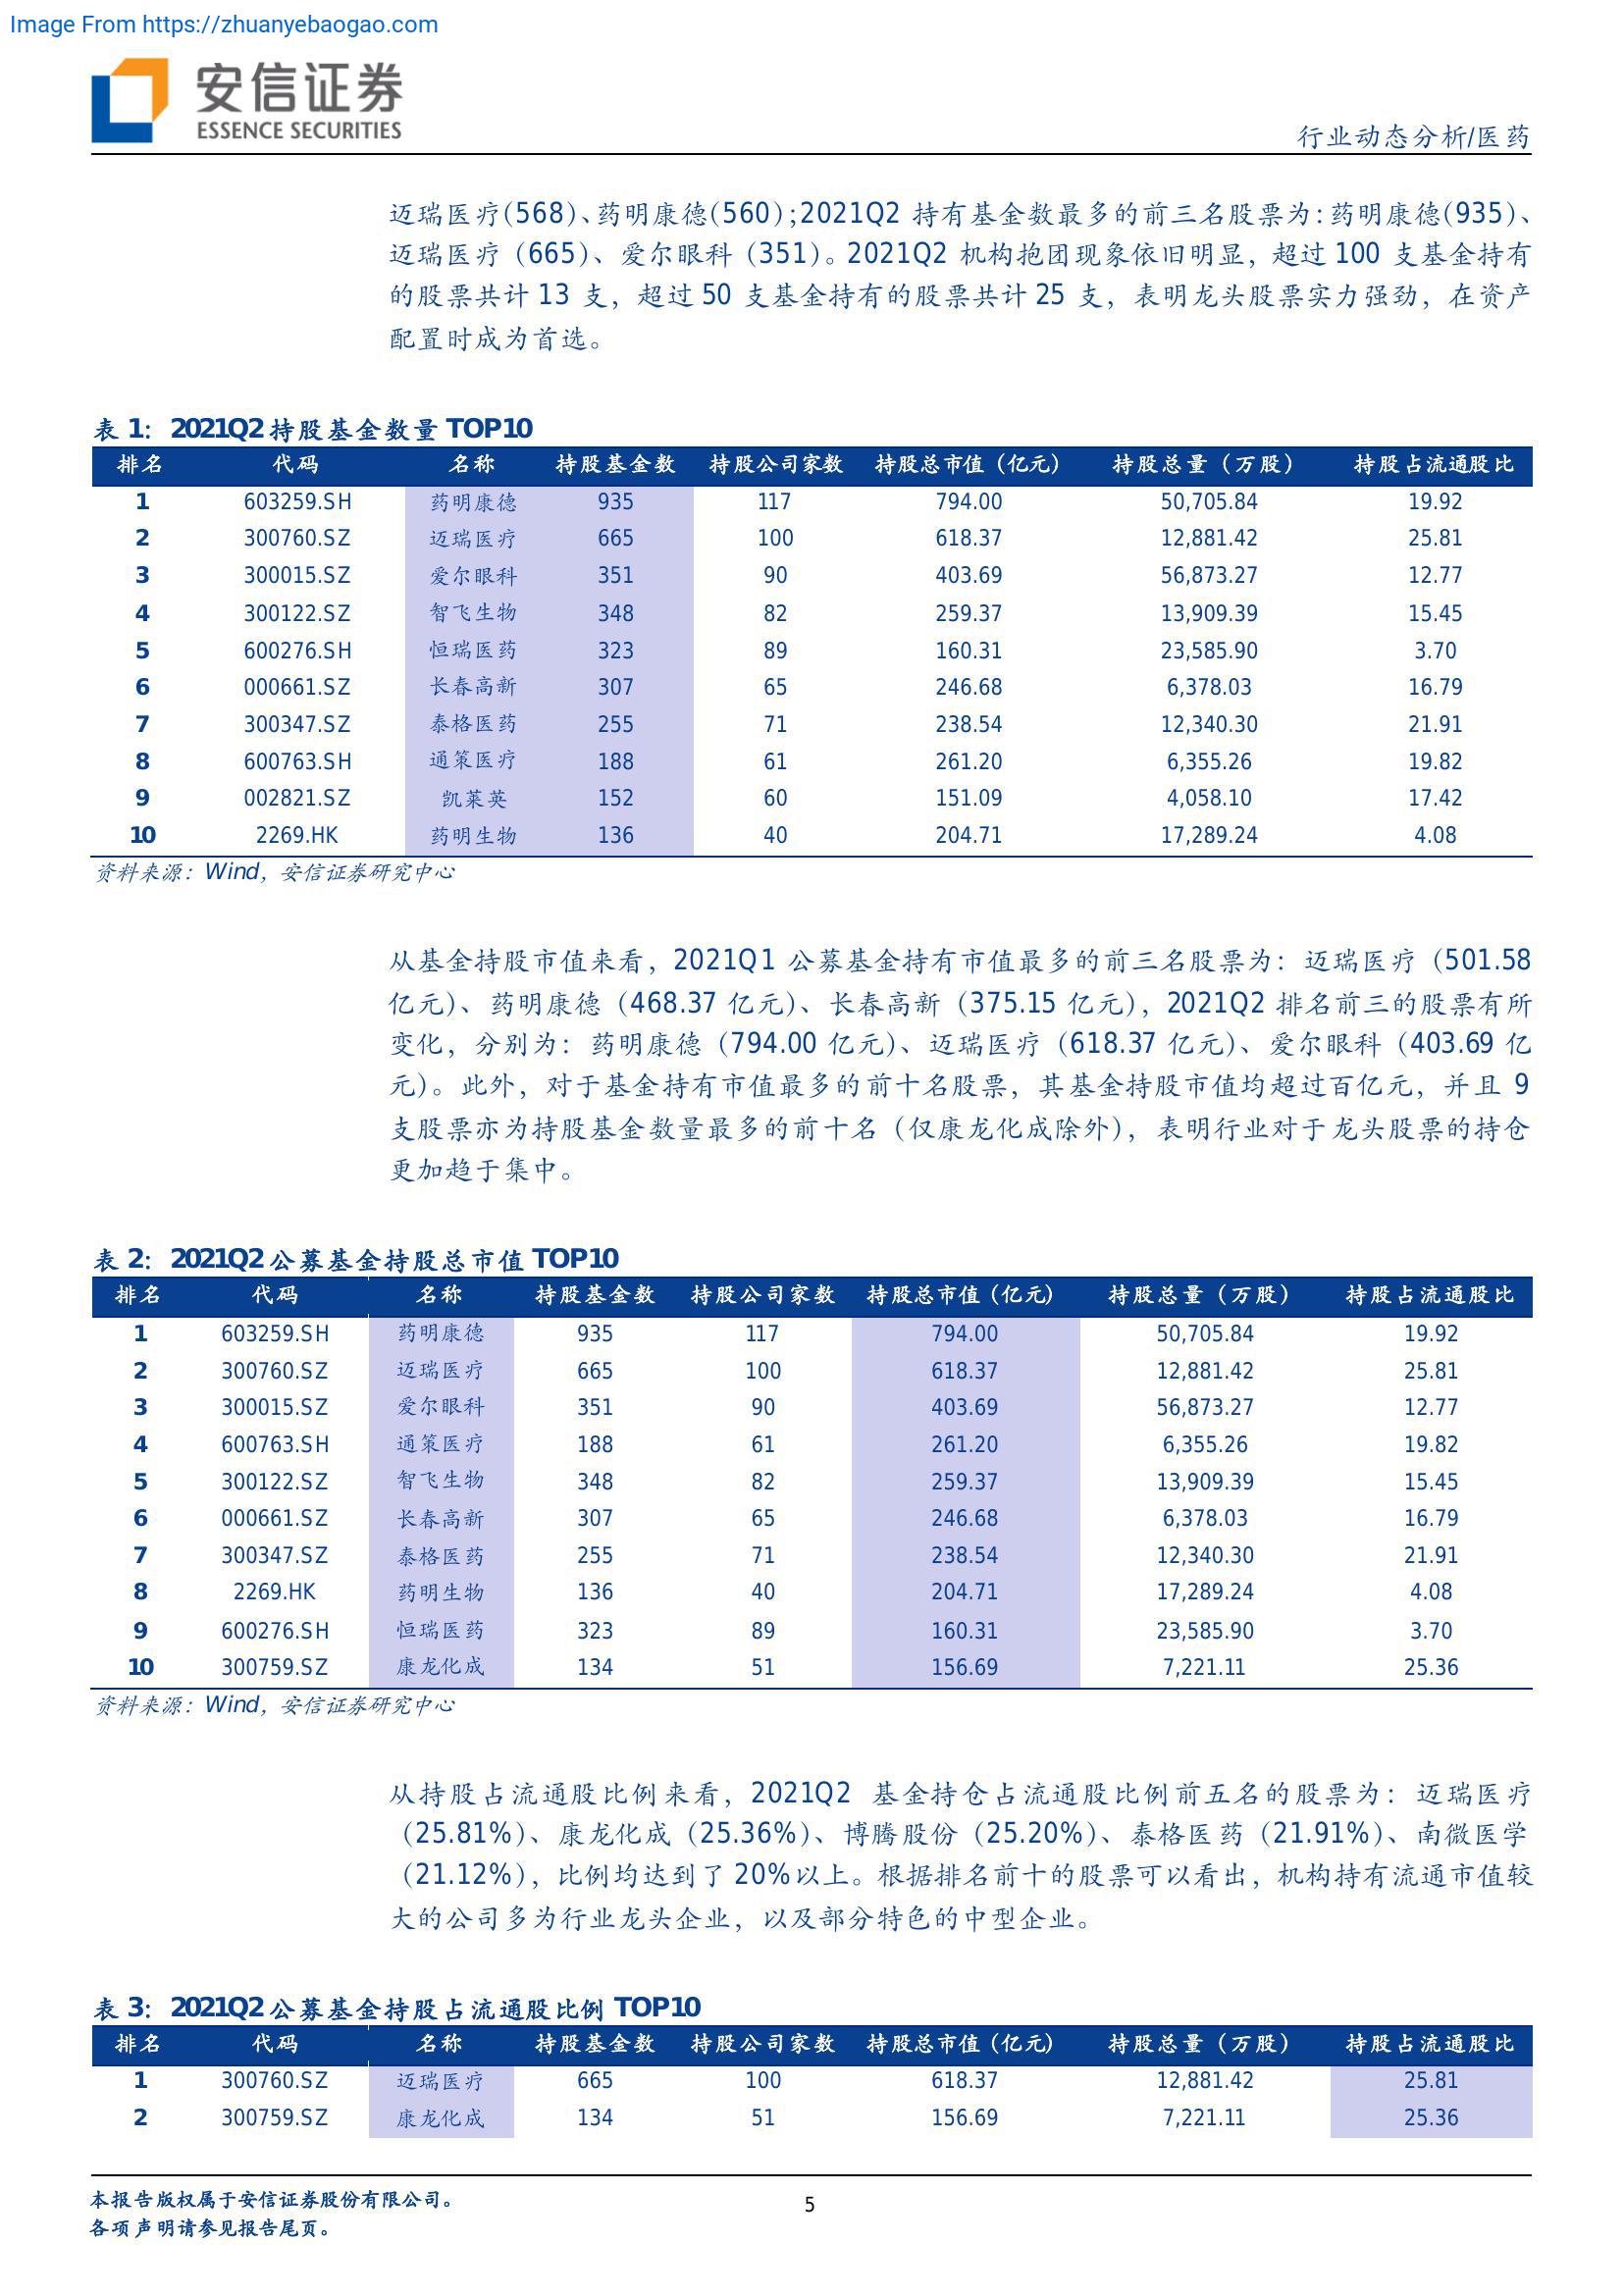 Image From https://zhuanyebaogao.com
安信证券
ESSENCE SECURITIES
行业动态分析/医药
迈瑞医疗(568)、药明康德(560);2021Q2 持有基金数最多的前三名股票为:药明康德(935)、
迈瑞医疗（665）、爱尔眼科（351）。2021Q2 机构抱团现象依旧明显，超过 100 支基金持有
的股票共计 13 支，超过 50 支基金持有的股票共计 25 支，表明龙头股票实力强劲，在资产
配置时成为首选。
表 1： 2021Q2 持股基金数量 TOP10
排名 代码 名称 持股基金数 持股公司家数 持股总市值（亿元） 持股总量（万股） 持股占流通股比
1 603259.SH 药明康德 935 117 794.00 50,705.84 19.92
2 300760.SZ 迈瑞医疗 665 100 618.37 12,881.42 25.81
3 300015.SZ 爱尔眼科 351 90 403.69 56,873.27 12.77
4 300122.SZ 智飞生物 348 82 259.37 13,909.39 15.45
5 600276.SH 恒瑞医药 323 89 160.31 23,585.90 3.70
6 000661.SZ 长春高新 307 65 246.68 6,378.03 16.79
7 300347.SZ 泰格医药 255 71 238.54 12,340.30 21.91
8 600763.SH 通策医疗 188 61 261.20 6,355.26 19.82
9 002821.SZ 凯莱英 152 60 151.09 4,058.10 17.42
10 2269.HK 药明生物 136 40 204.71 17,289.24 4.08
资料来源：Wind，安信证券研究中心
从基金持股市值来看，2021Q1 公募基金持有市值最多的前三名股票为：迈瑞医疗（501.58
亿元）、药明康德（468.37 亿元）、长春高新（375.15 亿元），2021Q2 排名前三的股票有所
变化，分别为：药明康德（794.00 亿元）、迈瑞医疗（618.37 亿元）、爱尔眼科（403.69 亿
元）。此外，对于基金持有市值最多的前十名股票，其基金持股市值均超过百亿元，并且 9
支股票亦为持股基金数量最多的前十名（仅康龙化成除外），表明行业对于龙头股票的持仓
更加趋于集中。
表 2： 2021Q2 公募基金持股总市值 TOP10
排名 代码 名称 持股基金数 持股公司家数 持股总市值（亿元） 持股总量（万股） 持股占流通股比
1 603259.SH 药明康德 935 117 794.00 50,705.84 19.92
2 300760.SZ 迈瑞医疗 665 100 618.37 12,881.42 25.81
3 300015.SZ 爱尔眼科 351 90 403.69 56,873.27 12.77
4 600763.SH 通策医疗 188 61 261.20 6,355.26 19.82
5 300122.SZ 智飞生物 348 82 259.37 13,909.39 15.45
6 000661.SZ 长春高新 307 65 246.68 6,378.03 16.79
7 300347.SZ 泰格医药 255 71 238.54 12,340.30 21.91
8 2269.HK 药明生物 136 40 204.71 17,289.24 4.08
9 600276.SH 恒瑞医药 323 89 160.31 23,585.90 3.70
10 300759.SZ 康龙化成 134 51 156.69 7,221.11 25.36
资料来源：Wind，安信证券研究中心
从持股占流通股比例来看，2021Q2 基金持仓占流通股比例前五名的股票为：迈瑞医疗
（25.81%）、康龙化成（25.36%）、博腾股份（25.20%）、泰格医药（21.91%）、南微医学
（21.12%），比例均达到了 20%以上。根据排名前十的股票可以看出，机构持有流通市值较
大的公司多为行业龙头企业，以及部分特色的中型企业。
表 3： 2021Q2 公募基金持股占流通股比例 TOP10
排名 代码 名称 持股基金数 持股公司家数 持股总市值（亿元） 持股总量（万股） 持股占流通股比
1 300760.SZ 迈瑞医疗 665 100 618.37 12,881.42 25.81
2 300759.SZ 康龙化成 134 51 156.69 7,221.11 25.36
本报告版权属于安信证券股份有限公司。
各项声明请参见报告尾页。
5